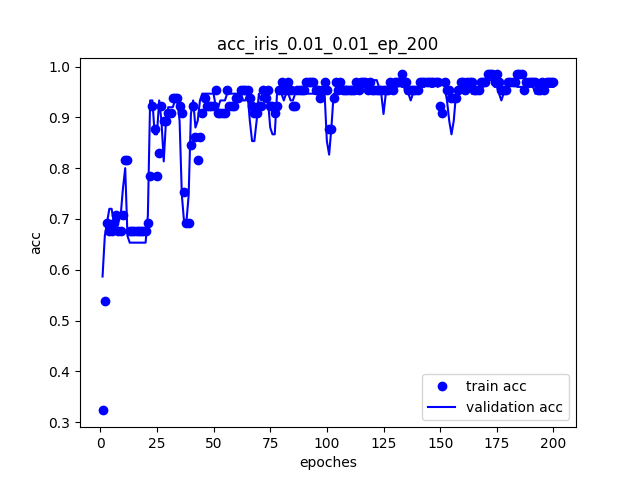 acc_iris_0.01_0.01_ep_200
1.0
0.9
0.8
0.7
0.6
0.5
0.4
0.3
acc
train acc
validation acc
0 25 50 75 100 125 150 175 200
epoches